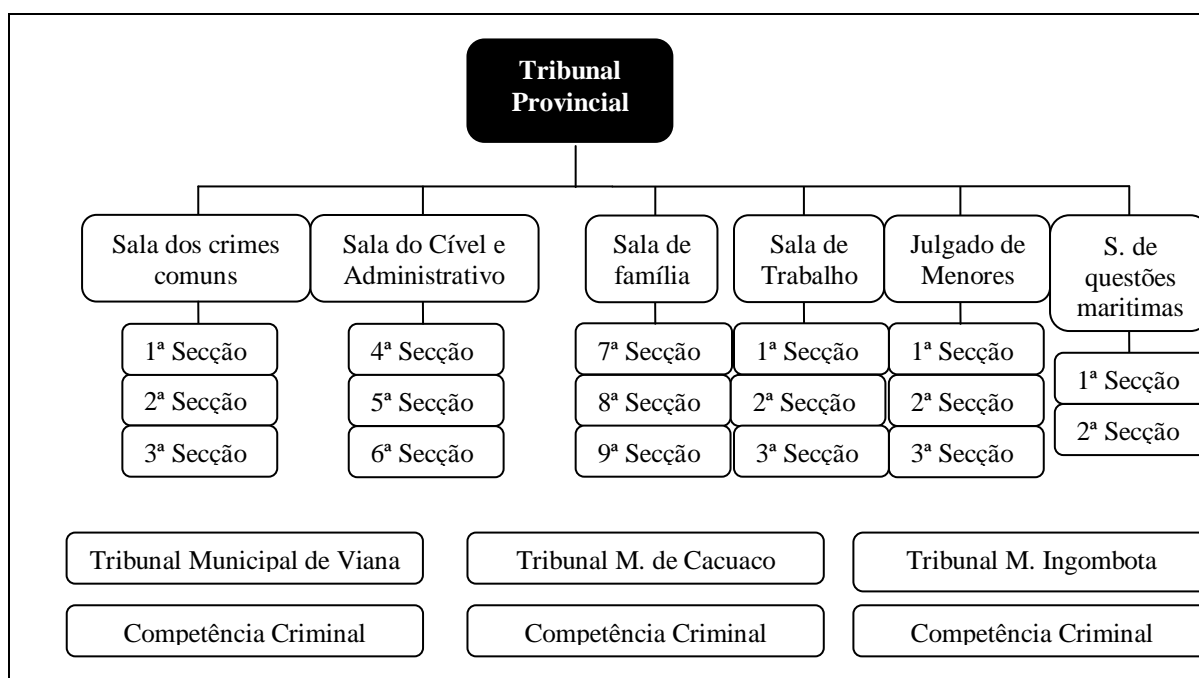 Tribunal
Provincial
Sala dos crimes
comuns
1ª Secção
2ª Secção
3ª Secção
Sala do Cível e
Administrativo
4ª Secção
5ª Secção
6ª Secção
Sala de
família
7ª Secção
8ª Secção
9ª Secção
Sala de
Trabalho
1ª Secção
2ª Secção
3ª Secção
Julgado de
Menores
1ª Secção
2ª Secção
3ª Secção
S. de
questões
maritimas
1ª Secção
2ª Secção
Tribunal Municipal de Viana
Tribunal M. de Cacuaco
Tribunal M. Ingombota
Competência Criminal
Competência Criminal
Competência Criminal